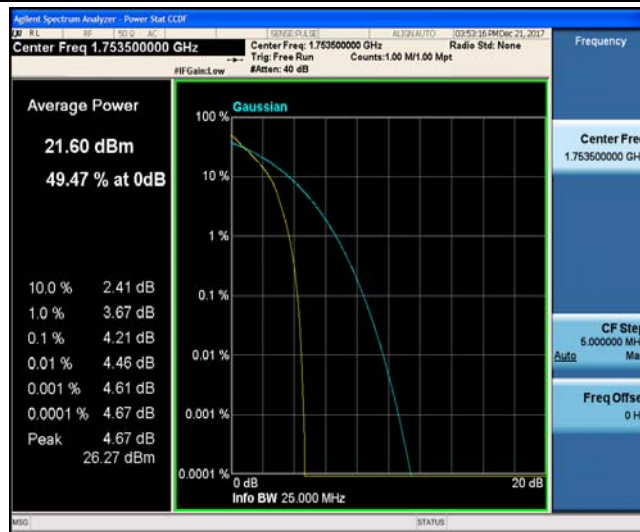 Agilent Spectrum Analyzer - Power Stat CCDF
RL RF 50 Ω AC SENSE:PULSE ALIGN AUTO 03:53:16 PM Dec 21, 2017
Center Freq 1.753500000 GHz
Center Freq: 1.753500000 GHz Radio Std: None
Trig: Free Run Counts:1.00 M/1.00 Mpt
#IFGain:Low #Atten: 40 dB
Frequency
Average Power
21.60 dBm
49.47 % at 0dB
10.0 % 2.41 dB
1.0 % 3.67 dB
0.1 % 4.21 dB
0.01 % 4.46 dB
0.001 % 4.61 dB
0.0001 % 4.67 dB
Peak 4.67 dB
26.27 dBm
Gaussian
100 %
10 %
1 %
0.1 %
0.01 %
0.001 %
0.0001 %
0 dB 20 dB
Info BW 25.000 MHz
Center Fre
1.753500000 GH
CF Step
5.000000 MH
Auto Ma
Freq Offse
0 H
MSG STATUS